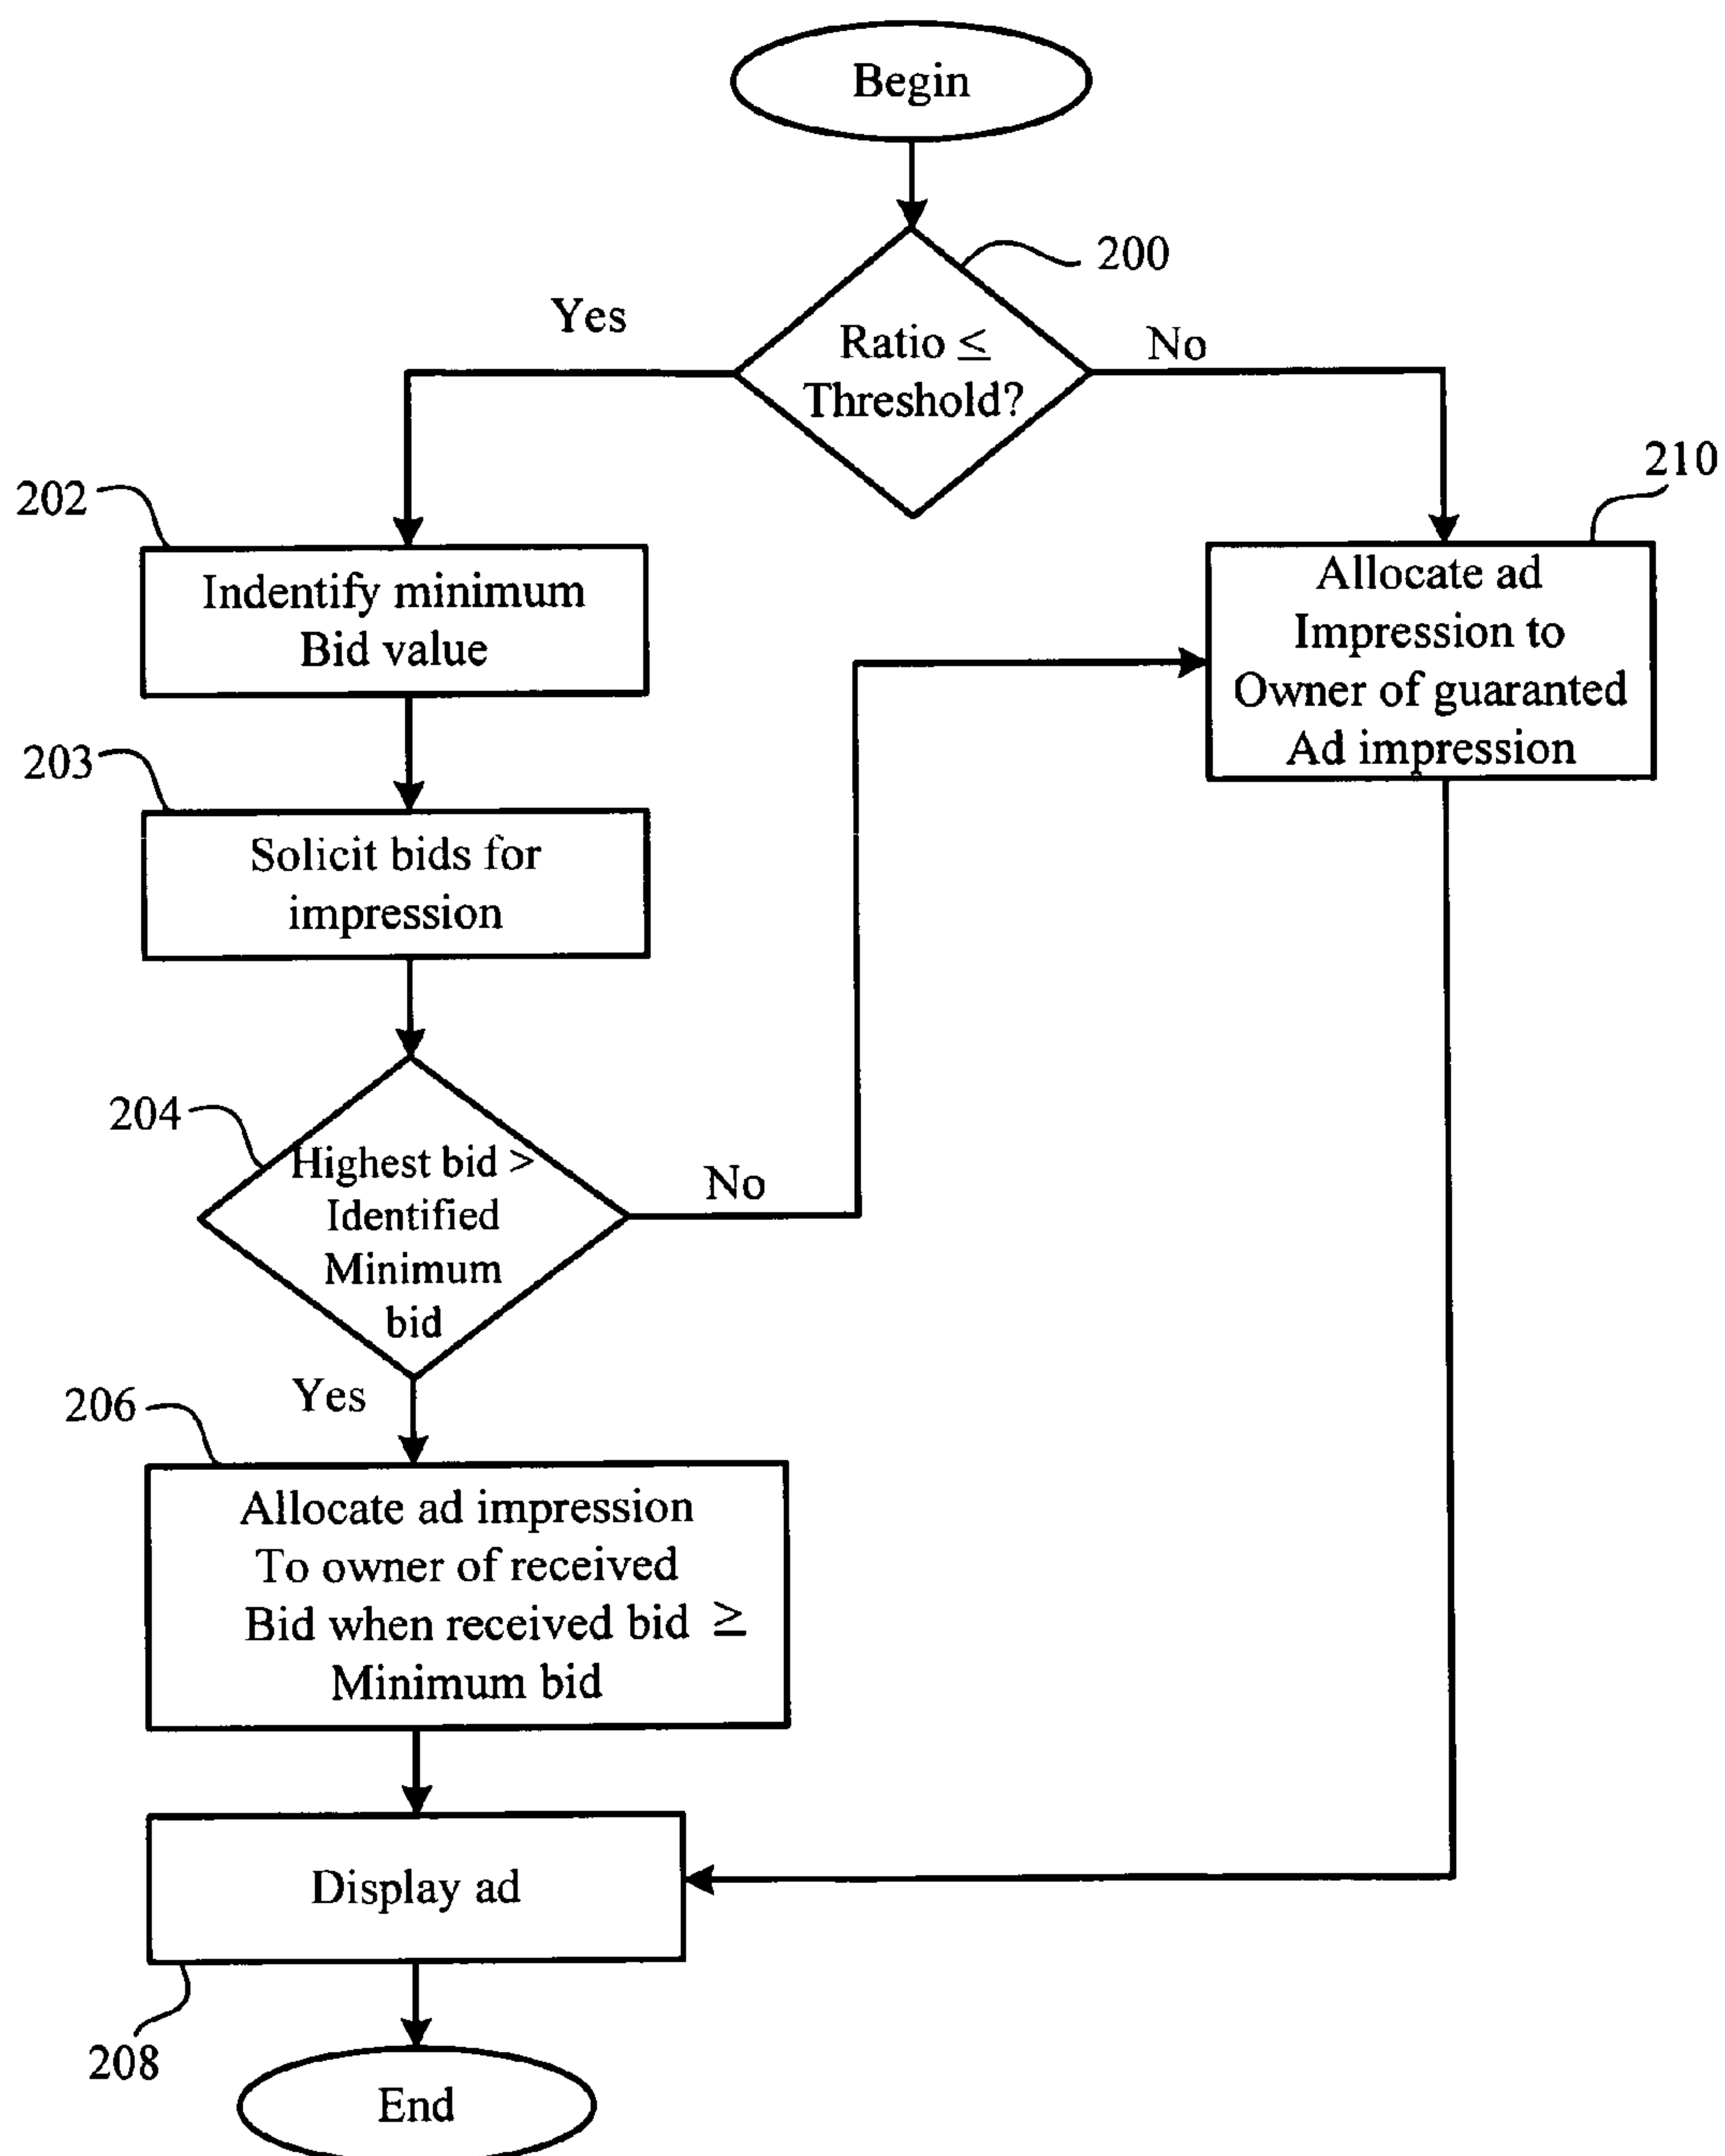 Begin
200
Ratio ≤
Threshold?
Yes
No
202
Indentify minimum
Bid value
210
Allocate ad
Impression to
Owner of guaranted
Ad impression
203
Solicit bids for
impression
204
Highest bid >
Identified
Minimum
bid
No
Yes
206
Allocate ad impression
To owner of received
Bid when received bid ≥
Minimum bid
Display ad
208
End